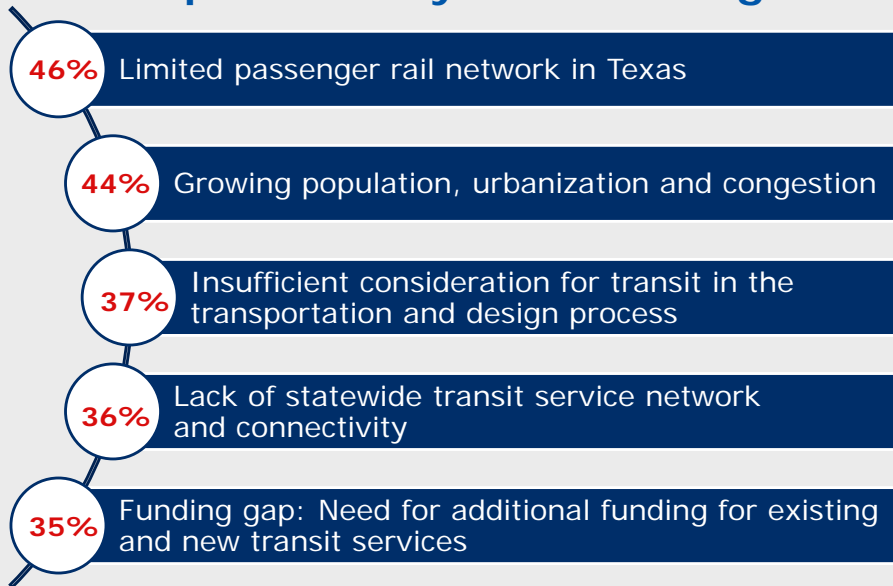 46% Limited passenger rail network in Texas
44% Growing population, urbanization and congestion
37% Insufficient consideration for transit in the
transportation and design process
36% Lack of statewide transit service network
and connectivity
35% Funding gap: Need for additional funding for existing
and new transit services